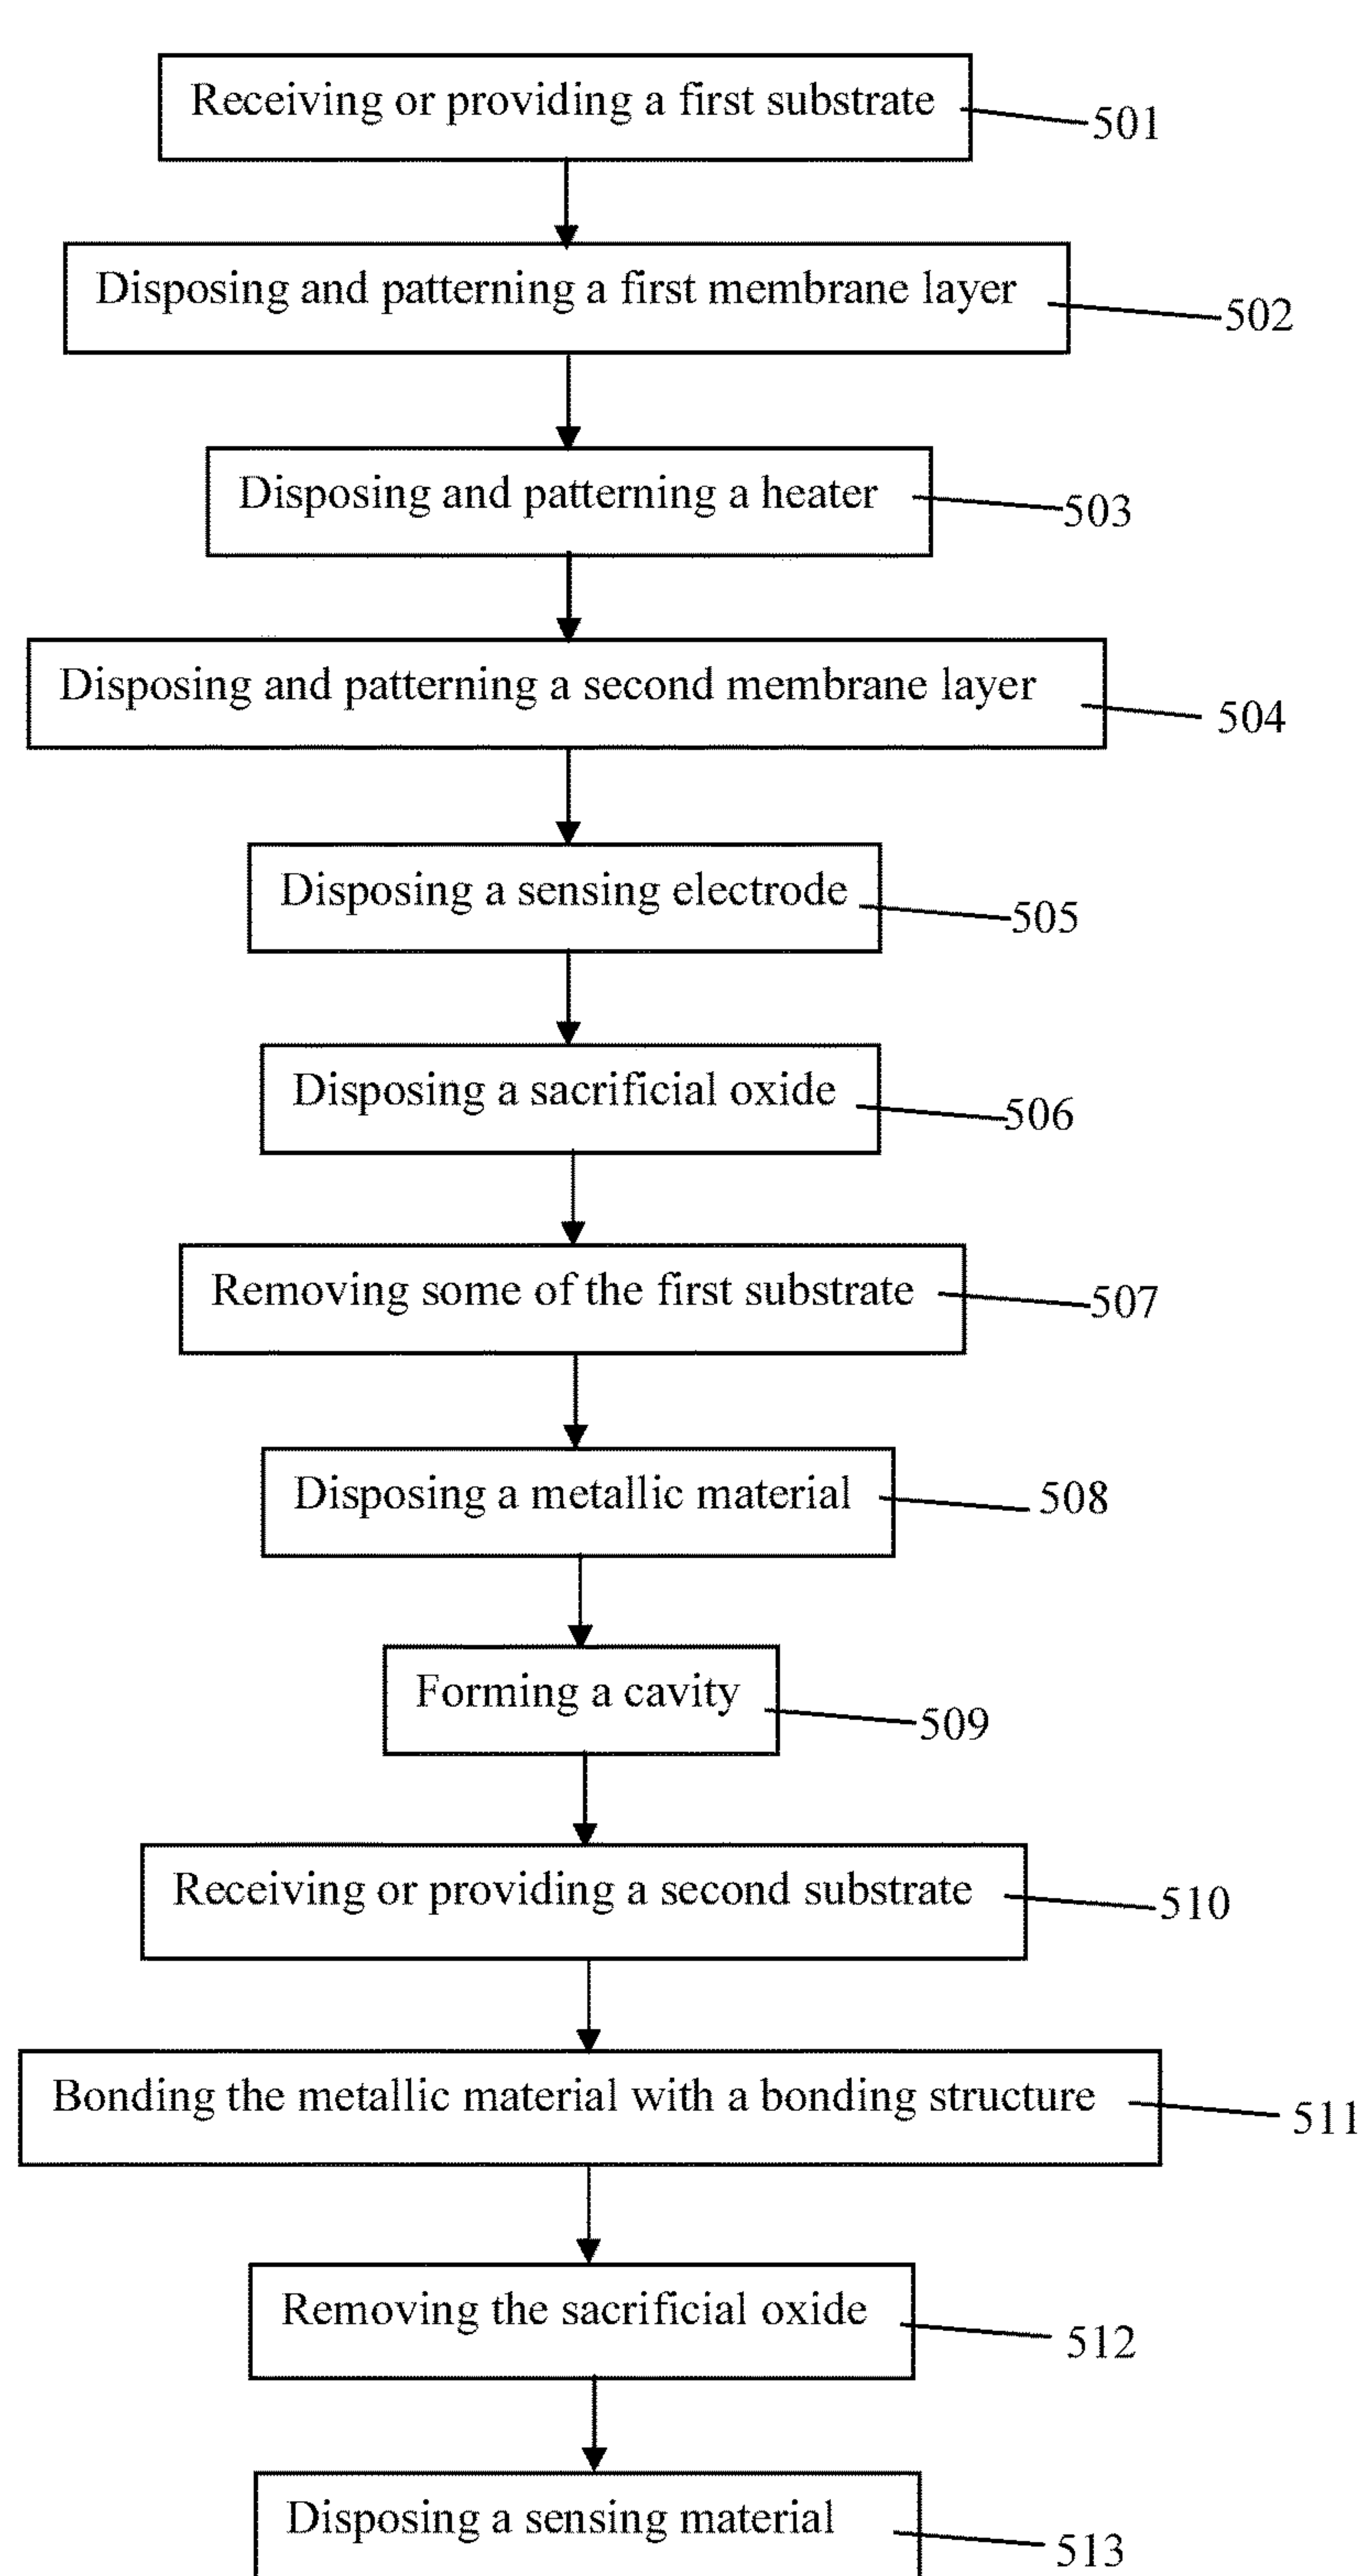 Receiving or providing a first substrate
501
Disposing and patterning a first membrane layer
502
Disposing and patterning a heater
503
Disposing and patterning a second membrane layer
504
Disposing a sensing electrode
505
Disposing a sacrificial oxide
506
Removing some of the first substrate
507
Disposing a metallic material
508
Forming a cavity
509
Receiving or providing a second substrate
510
Bonding the metallic material with a bonding structure
511
Removing the sacrificial oxide
512
Disposing a sensing material
513